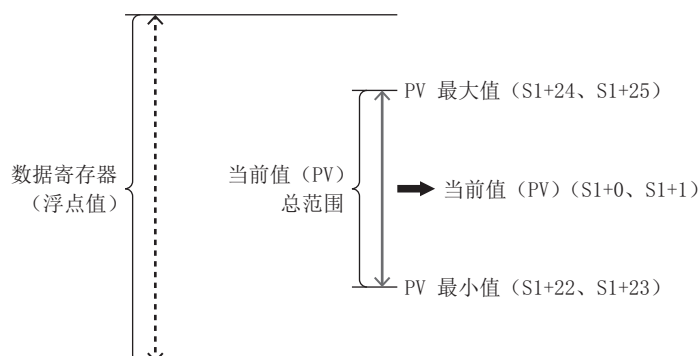 PV 最大值（S1+24、S1+25）
数据寄存器
（浮点值）
当前值（PV）
总范围
当前值（PV）（S1+0、S1+1）
PV 最小值（S1+22、S1+23）